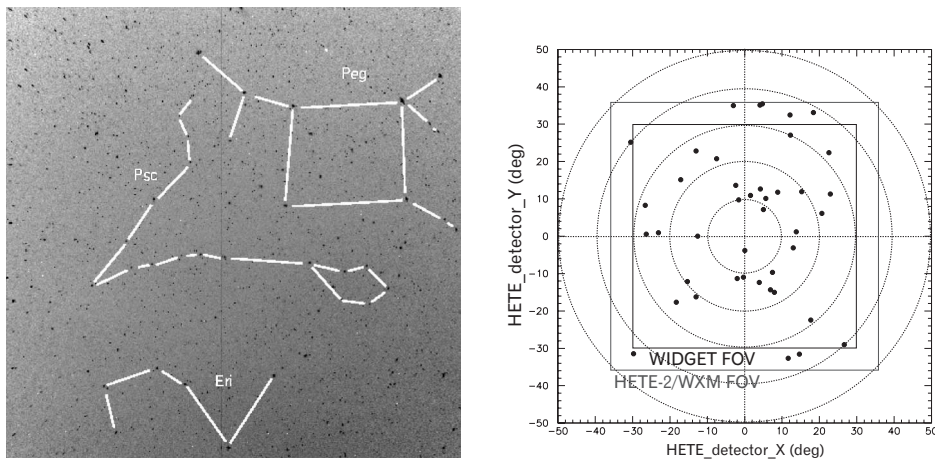 Peg
Psc
Eri
HETE_detector_Y (deg)
50
40
30
20
10
0
−10
−20
−30
−40
−50
WIDGET FOV
HETE-2/WXM FOV
−50 −40 −30 −20 −10 0 10 20 30 40 50
HETE_detector_X (deg)